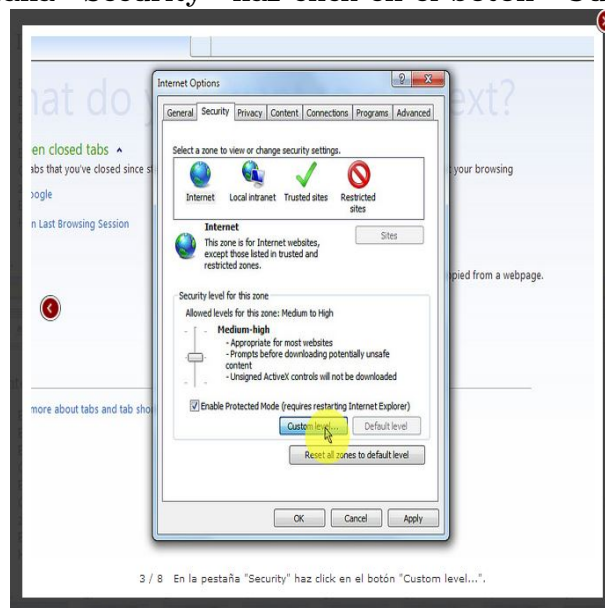 hat do y
ext?
en closed tabs
abs that you've closed since s
your browsing
oogle
n Last Browsing Session
opied from a webpage.
more about tabs and tab sho
Internet Options
General Security Privacy Content Connections Programs Advanced
Select a zone to view or change security settings.
Internet Local intranet Trusted sites Restricted sites
Internet
Sites
This zone is for Internet websites,
except those listed in trusted and
restricted zones.
Security level for this zone
Allowed levels for this zone: Medium to High
Medium-high
- Appropriate for most websites
- Prompts before downloading potentially unsafe
content
- Unsigned ActiveX controls will not be downloaded
Enable Protected Mode (requires restarting Internet Explorer)
Custom level... Default level
Reset all zones to default level
OK Cancel Apply
3 / 8 En la pestaña "Security" haz click en el botón "Custom level...".